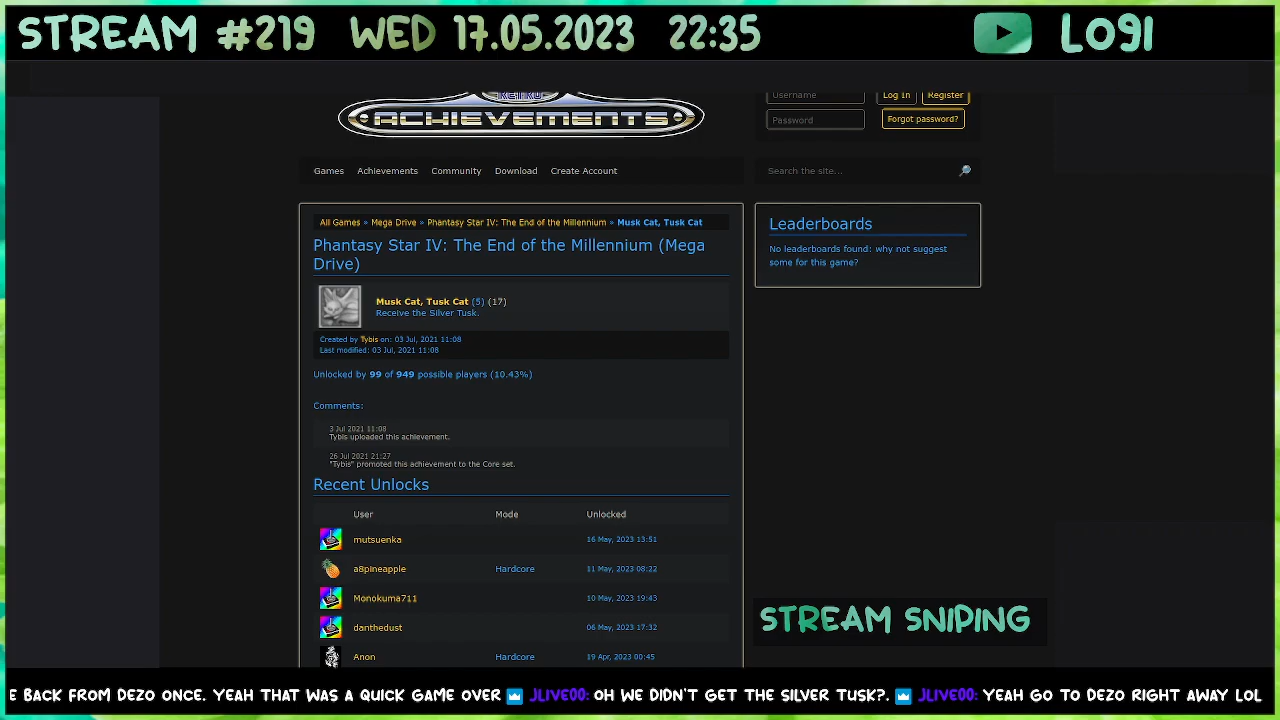 STREAM #219 WED 17.05.2023 22:35 LO9I
RETRO
ACHIEVEMENTS
Username
Log In
Register
Password
Forgot password?
Games Achievements Community Download Create Account
Search the site...
All Games » Mega Drive » Phantasy Star IV: The End of the Millennium » Musk Cat, Tusk Cat
Phantasy Star IV: The End of the Millennium (Mega
Drive)
Musk Cat, Tusk Cat (5) (17)
Receive the Silver Tusk.
Created by Tybis on: 03 Jul, 2021 11:08
Last modified: 03 Jul, 2021 11:08
Unlocked by 99 of 949 possible players (10.43%)
Comments:
3 Jul 2021 11:08
Tybis uploaded this achievement.
26 Jul 2021 21:27
"Tybis" promoted this achievement to the Core set.
Recent Unlocks
User Mode Unlocked
mutsuenka 16 May, 2023 13:51
a8pineapple Hardcore 11 May, 2023 08:22
Monokuma711 10 May, 2023 19:43
danthedust 06 May, 2023 17:32
Anon Hardcore 19 Apr, 2023 00:45
Leaderboards
No leaderboards found: why not suggest
some for this game?
STREAM SNIPING
E BACK FROM DEZO ONCE. YEAH THAT WAS A QUICK GAME OVER JLIVE00: OH WE DIDN'T GET THE SILVER TUSK?. JLIVE00: YEAH GO TO DEZO RIGHT AWAY LOL